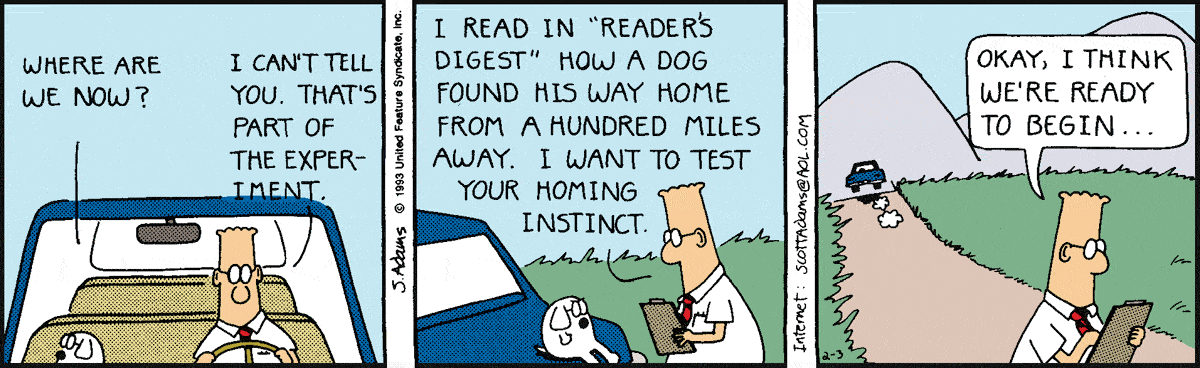 WHERE ARE
WE NOW?
I CAN'T TELL
YOU. THAT'S
PART OF
THE EXPER-
IMENT.
S. Adams © 1993 United Feature Syndicate, Inc.
I READ IN "READER'S
DIGEST" HOW A DOG
FOUND HIS WAY HOME
FROM A HUNDRED MILES
AWAY. I WANT TO TEST
YOUR HOMING
INSTINCT.
Internet: SCOTTADAMS@AOL.COM
OKAY, I THINK
WE'RE READY
TO BEGIN...
2-3